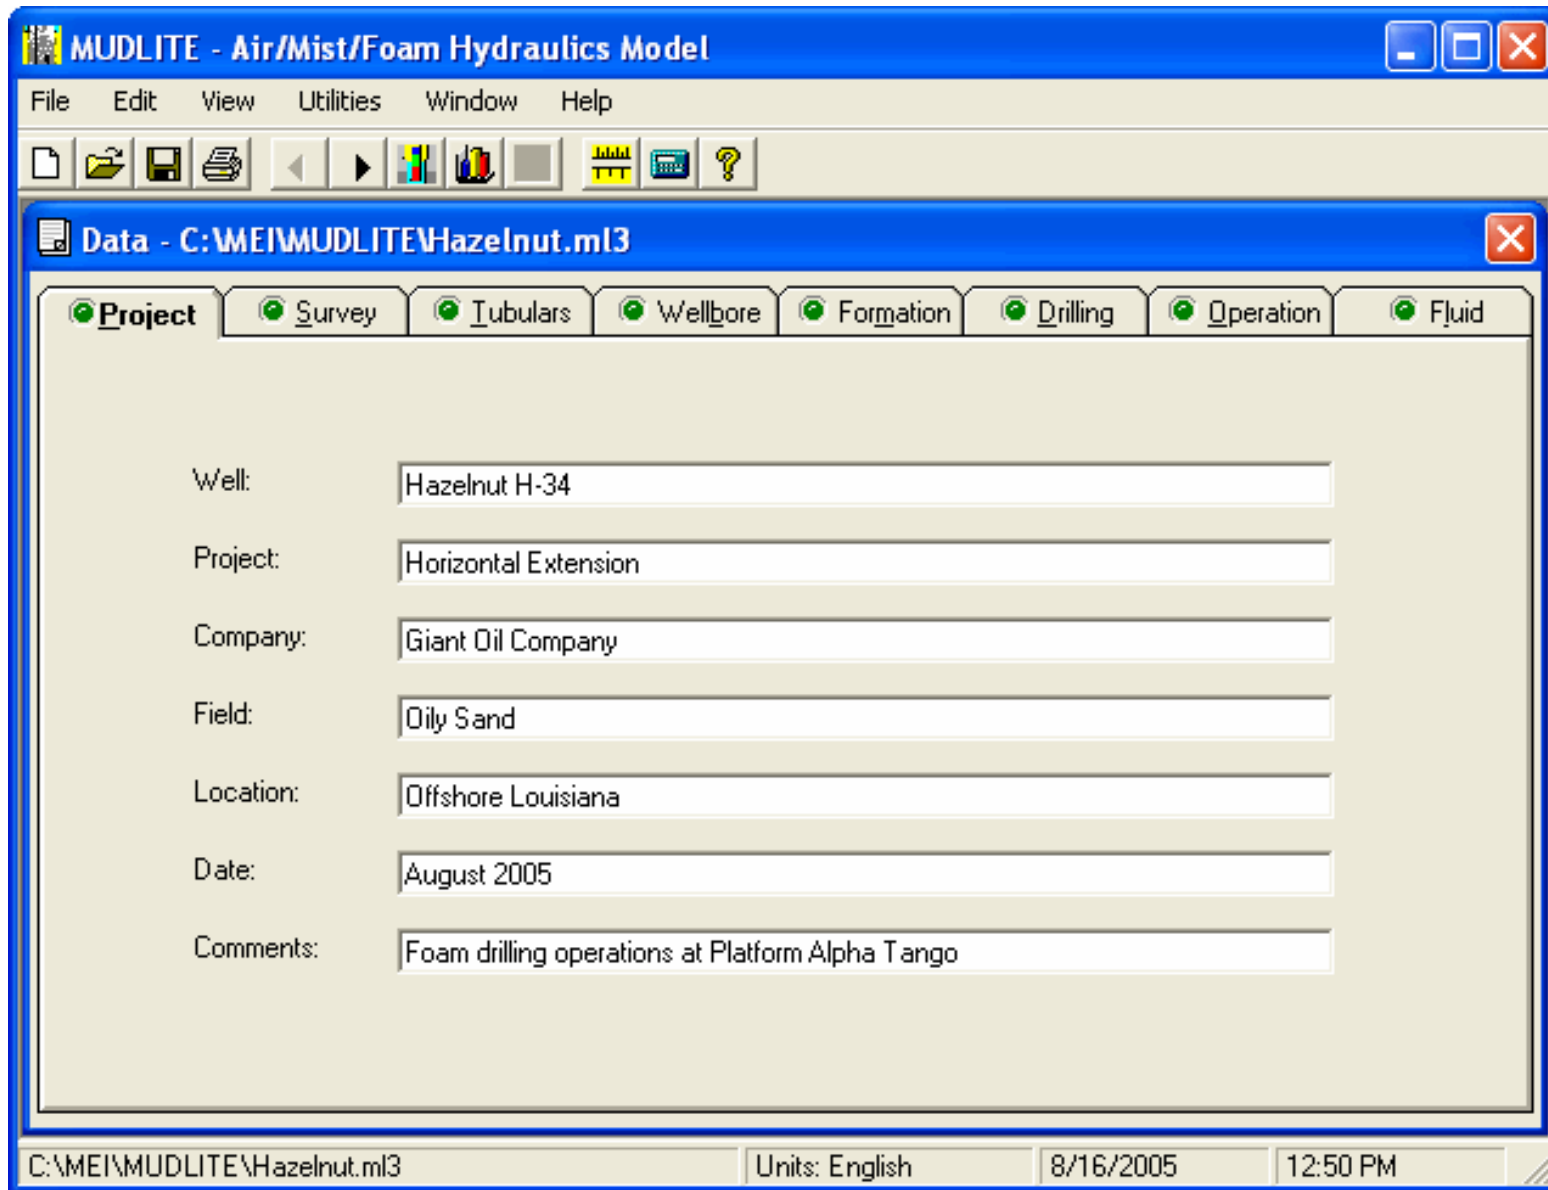 MUDLITE - Air/Mist/Foam Hydraulics Model
File Edit View Utilities Window Help
Data - C:\MEI\MUDLITE\Hazelnut.ml3
Project Survey Tubulars Wellbore Formation Drilling Operation Fluid
Well: Hazelnut H-34
Project: Horizontal Extension
Company: Giant Oil Company
Field: Oily Sand
Location: Offshore Louisiana
Date: August 2005
Comments: Foam drilling operations at Platform Alpha Tango
C:\MEI\MUDLITE\Hazelnut.ml3 Units: English 8/16/2005 12:50 PM